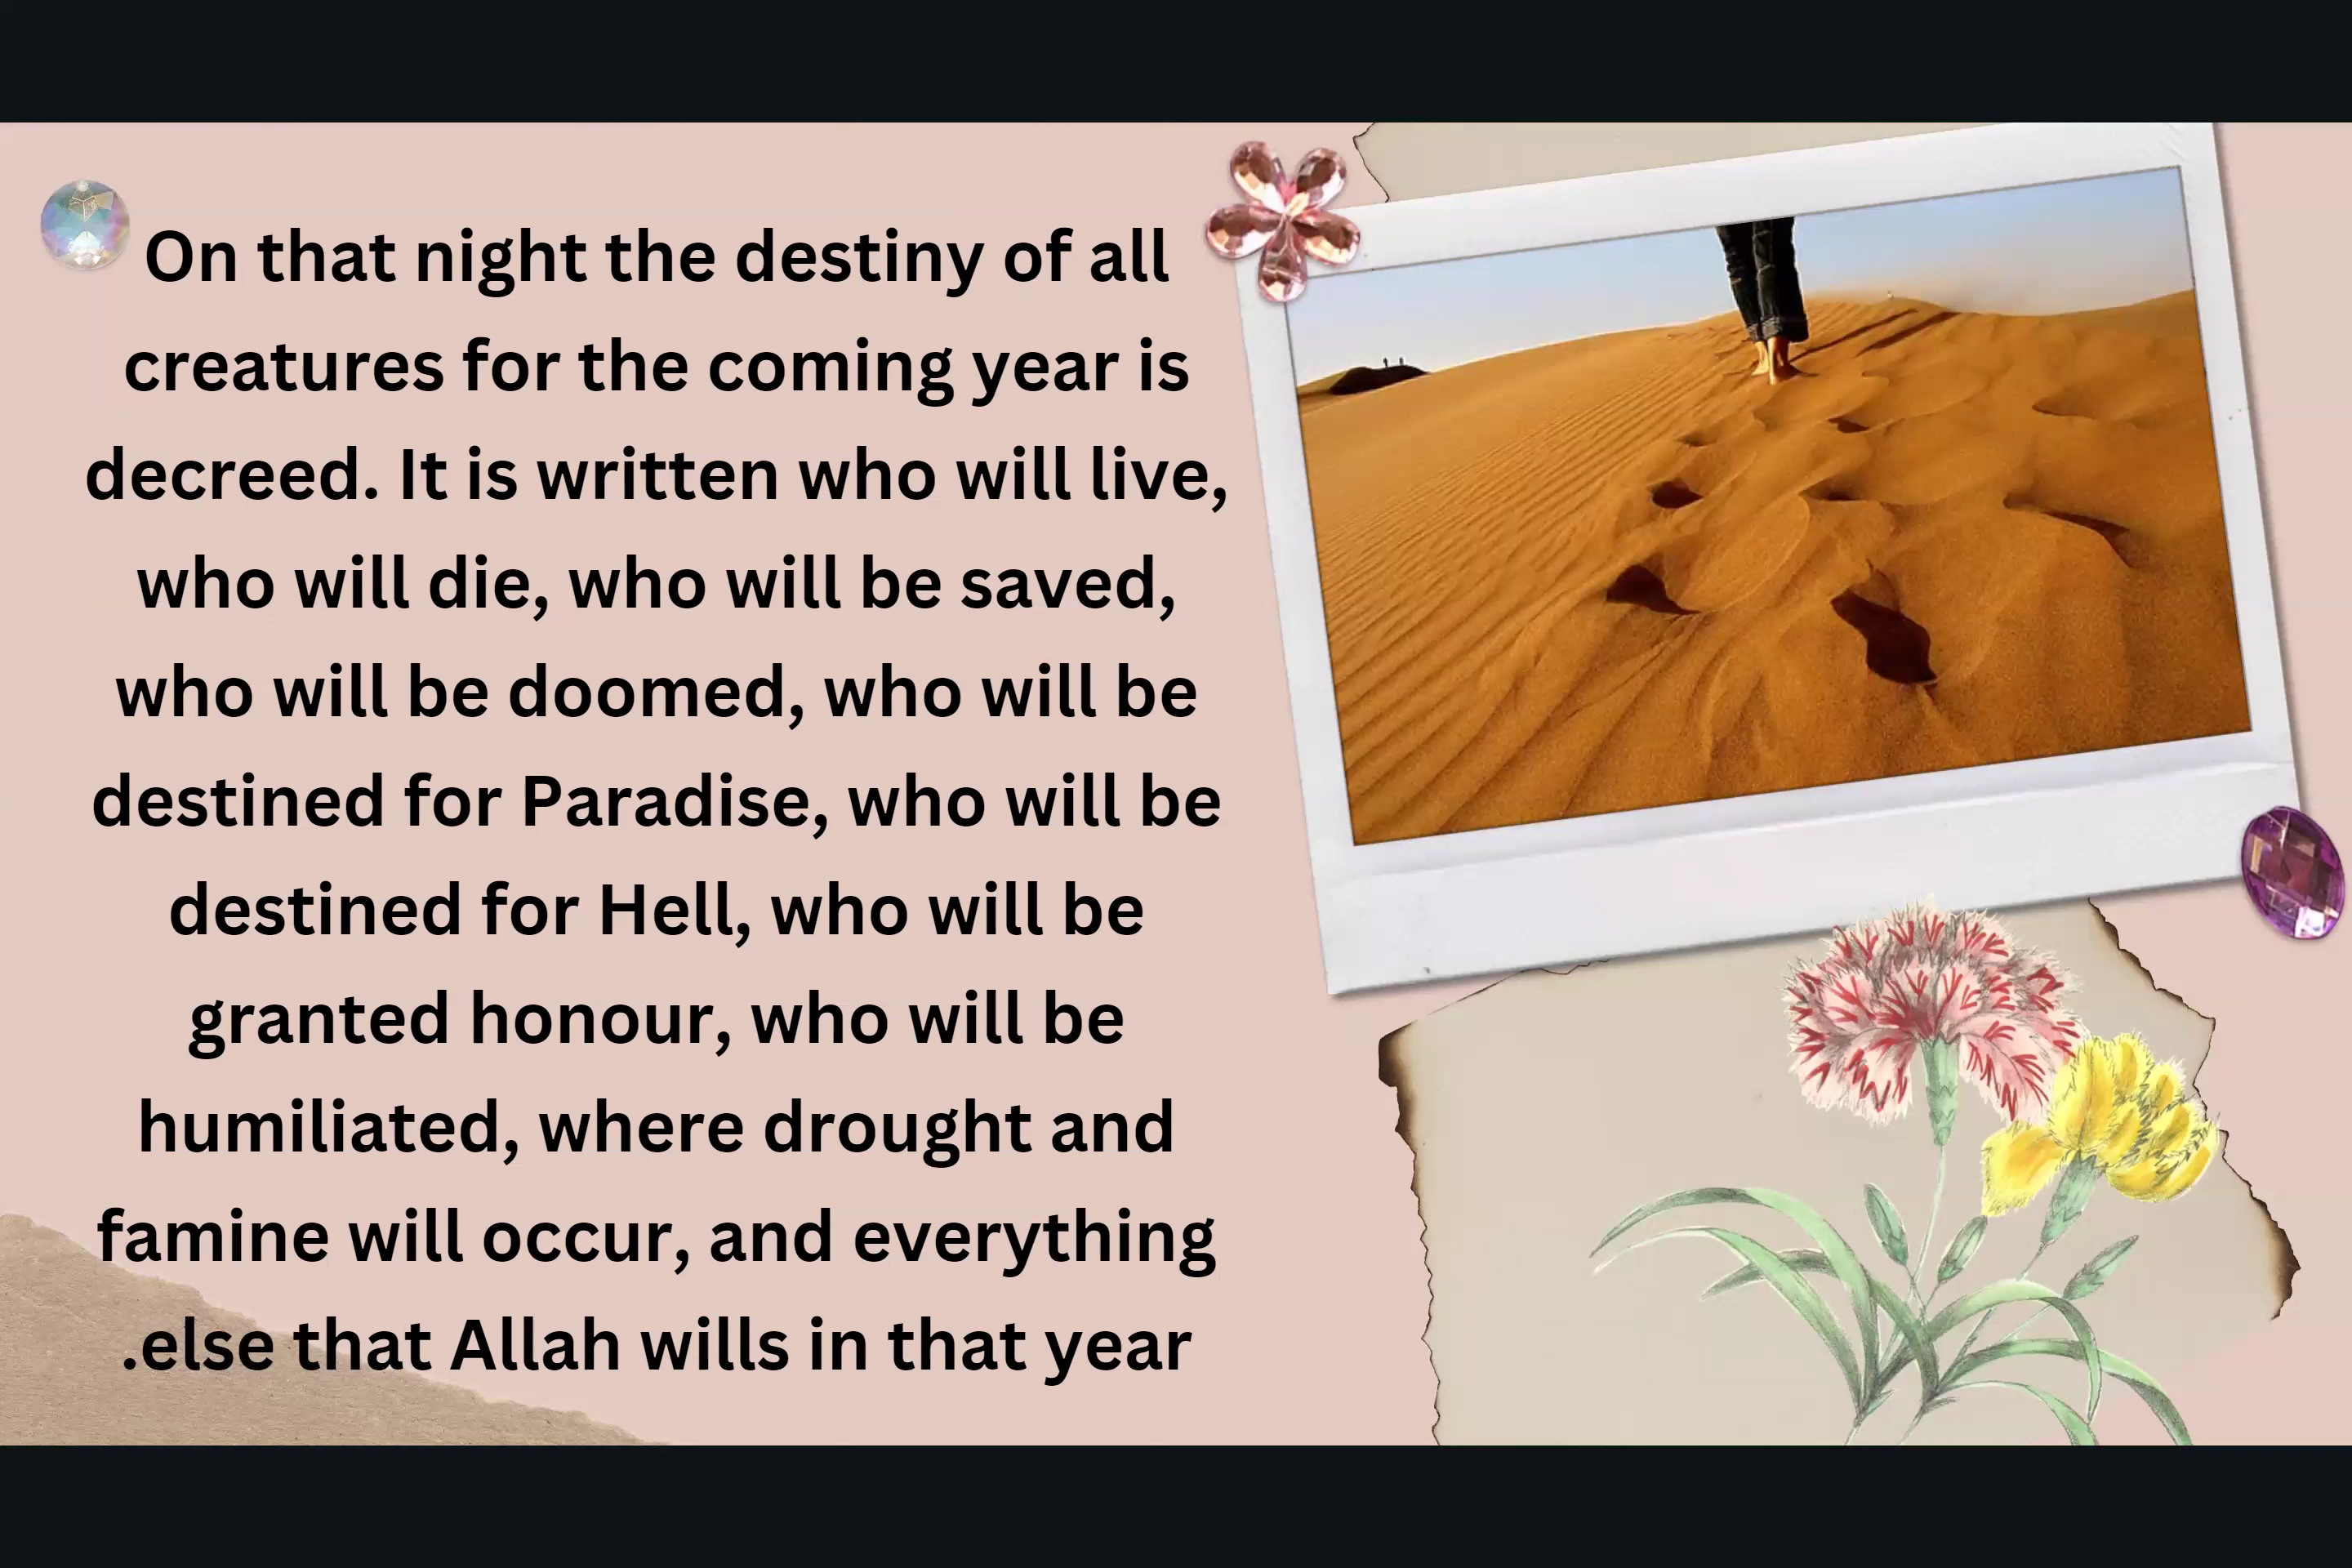 On that night the destiny of all
creatures for the coming year is
decreed. It is written who will live,
who will die, who will be saved,
who will be doomed, who will be
destined for Paradise, who will be
destined for Hell, who will be
granted honour, who will be
humiliated, where drought and
famine will occur, and everything
.else that Allah wills in that year